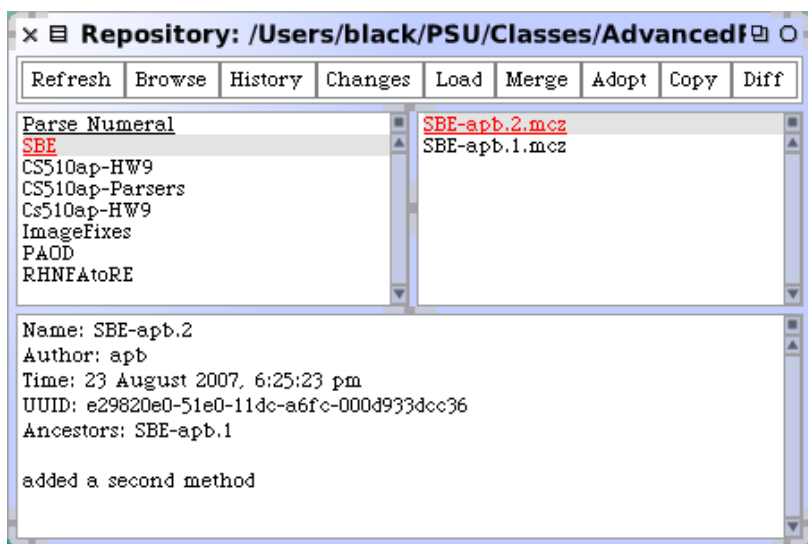 Repository: /Users/black/PSU/Classes/Advanced
Refresh Browse History Changes Load Merge Adopt Copy Diff
Parse Numeral
SBE
CS510ap-HW9
CS510ap-Parsers
Cs510ap-HW9
ImageFixes
PAOD
RHNFAtoRE
SBE-apb.2.mcz
SBE-apb.1.mcz
Name: SBE-apb.2
Author: apb
Time: 23 August 2007, 6:25:23 pm
UUID: e29820e0-51e0-11dc-a6fc-000d933dcc36
Ancestors: SBE-apb.1
added a second method